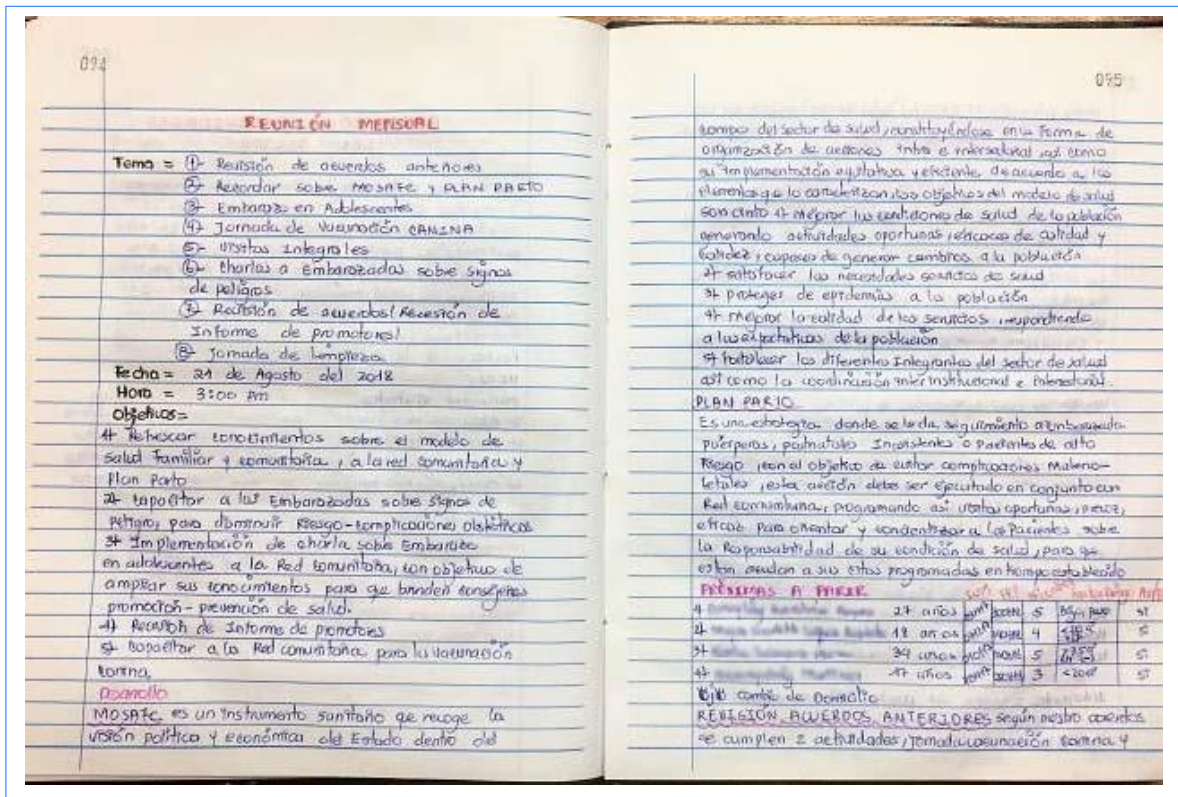 094
REUNIÓN MENSUAL
Tema = 1) Revisión de acuerdos anteriores
2) Recordar sobre MOSAFC y PLAN PARTO
3) Embarazo en Adolescentes
4) Jornada de Vacunación CANINA
5) Visitas Integrales
6) Charlas a Embarazadas sobre Signos
de peligros
7) Revisión de acuerdos / Recesión de
Informe de promotores /
8) Jornada de Limpieza
Fecha = 21 de Agosto del 2018
Hora = 3:00 pm
Objetivos =
1) Refrescar conocimientos sobre el modelo de
Salud Familiar y comunitaria, a la red comunitaria y
Plan Parto
2) Capacitar a las Embarazadas sobre Signos de
Peligro, para disminuir Riesgo - complicaciones obstétricas
3) Implementación de charla sobre Embarazo
en adolescentes a la Red comunitaria, con objetivo de
ampliar sus conocimientos para que brinden consejería
promoción - prevención de salud.
4) Recesión de Informe de promotores
5) Capacitar a la Red comunitaria para la vacunación
canina,
Desarrollo
MOSAFC, es un instrumento sanitario que recoge la
visión política y económica del Estado dentro del
095
campo del sector de salud, constituyéndose en la forma de
organización de acciones intra e intersectorial así como
su implementación equitativa y eficiente de acuerdo a los
elementos que lo caracterizan, los objetivos del modelo de salud
son cinto 1) mejorar las condiciones de salud de la población
generando actividades oportunas, eficaces de calidad y
calidez, capaces de generar cambios a la población
2) satisfacer las necesidades servicios de salud
3) proteger de epidemias a la población
4) mejorar la calidad de los servicios, respondiendo
a las expectativas de la población
5) fortalecer los diferentes Integrantes del sector de salud
así como la coordinación interinstitucional e intersectorial.
PLAN PARTO
Es una estrategia donde se le da seguimiento a embarazada
puérperas, postnatales Inasistentes o pacientes de alto
Riesgo, con el objetivo de evitar complicaciones Materno-
fetales, esta acción debe ser ejecutado en conjunto con
Red comunitaria, programando así visitas oportunas,
eficaz para orientar y concientizar a las Pacientes sobre
la Responsabilidad de su condición de salud, para que
estan acudan a sus citas programadas en tiempo establecido
PRÓXIMAS A PARIR
1) 27 años 5 si
2) 18 años 4 si
3) 34 años 5 si
4) 17 años 3 si
cambio de Domicilio
REVISIÓN ACUERDOS ANTERIORES según nuestro acuerdos
se cumplen 2 actividades, jornada vacunación canina y